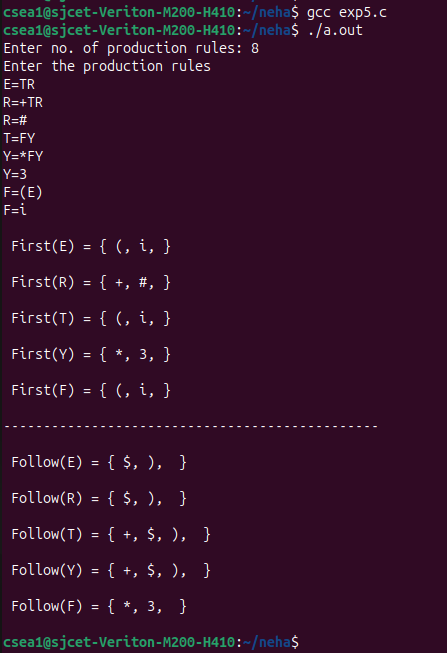 csea1@sjcet-Veriton-M200-H410:~/neha$ gcc exp5.c
csea1@sjcet-Veriton-M200-H410:~/neha$ ./a.out
Enter no. of production rules: 8
Enter the production rules
E=TR
R=+TR
R=#
T=FY
Y=*FY
Y=3
F=(E)
F=i
First(E) = { (, i, }
First(R) = { +, #, }
First(T) = { (, i, }
First(Y) = { *, 3, }
First(F) = { (, i, }
-----------------------------------------------
Follow(E) = { $, ),  }
Follow(R) = { $, ),  }
Follow(T) = { +, $, ),  }
Follow(Y) = { +, $, ),  }
Follow(F) = { *, 3,  }
csea1@sjcet-Veriton-M200-H410:~/neha$